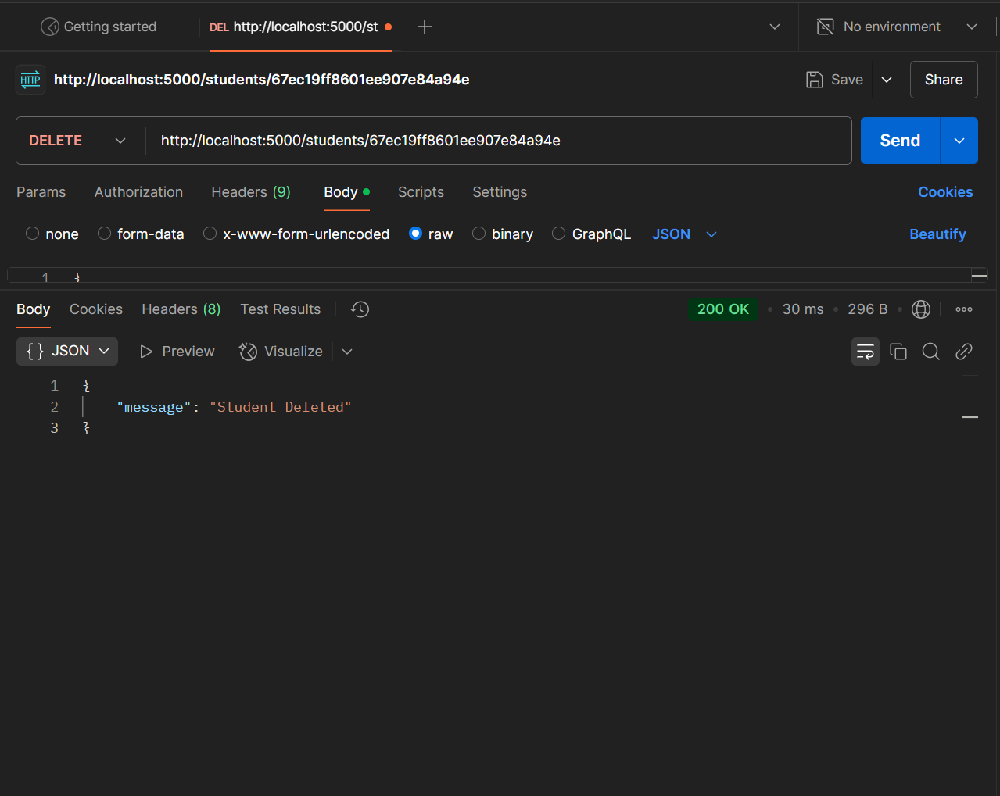 Getting started DEL http://localhost:5000/st No environment
HTTP http://localhost:5000/students/67ec19ff8601ee907e84a94e Save Share
DELETE http://localhost:5000/students/67ec19ff8601ee907e84a94e Send
Params Authorization Headers (9) Body Scripts Settings Cookies
none form-data x-www-form-urlencoded raw binary GraphQL JSON Beautify
1 {
Body Cookies Headers (8) Test Results 200 OK 30 ms 296 B
{} JSON Preview Visualize
1 {
2 "message": "Student Deleted"
3 }